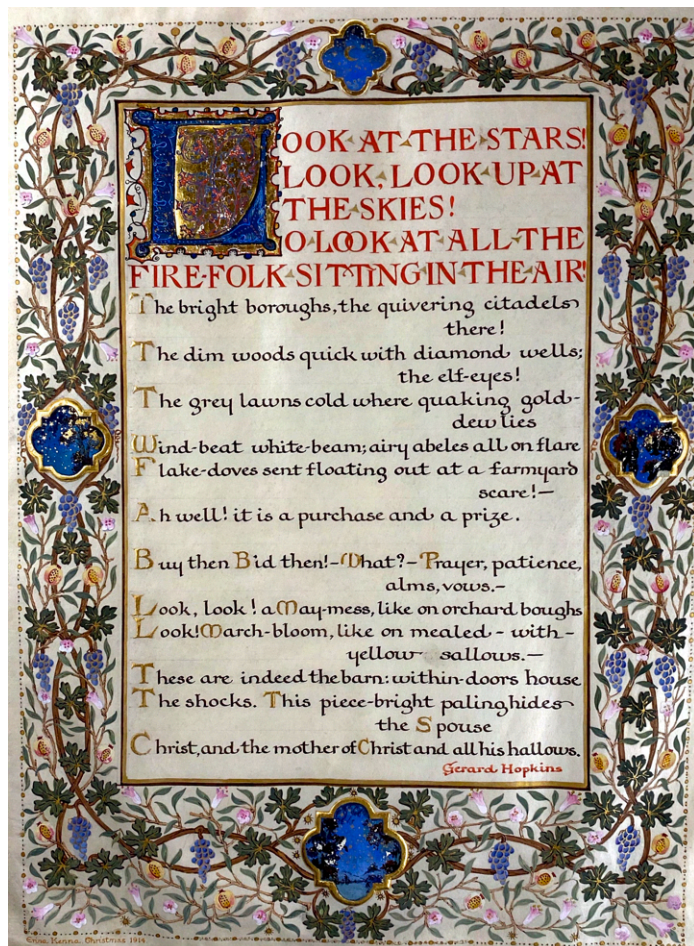 LOOK AT THE STARS!
LOOK, LOOK UP AT
THE SKIES!
O LOOK AT ALL THE
FIRE-FOLK SITTING IN THE AIR!
The bright boroughs, the quivering citadels
there!
The dim woods quick with diamond wells;
the elf-eyes!
The grey lawns cold where quaking gold-
dew lies
Wind-beat white-beam; airy abeles all on flare
Flake-doves sent floating out at a farmyard
scare!—
Ah well! it is a purchase and a prize.
Buy then Bid then!—What?—Prayer, patience,
alms, vows.—
Look, look! a May-mess, like on orchard boughs
Look! March-bloom, like on mealed-with-
yellow sallows.—
These are indeed the barn: within-doors house
The shocks. This piece-bright paling hides
the Spouse
Christ, and the mother of Christ and all his hallows.
Gerard Hopkins
Christmas 1914